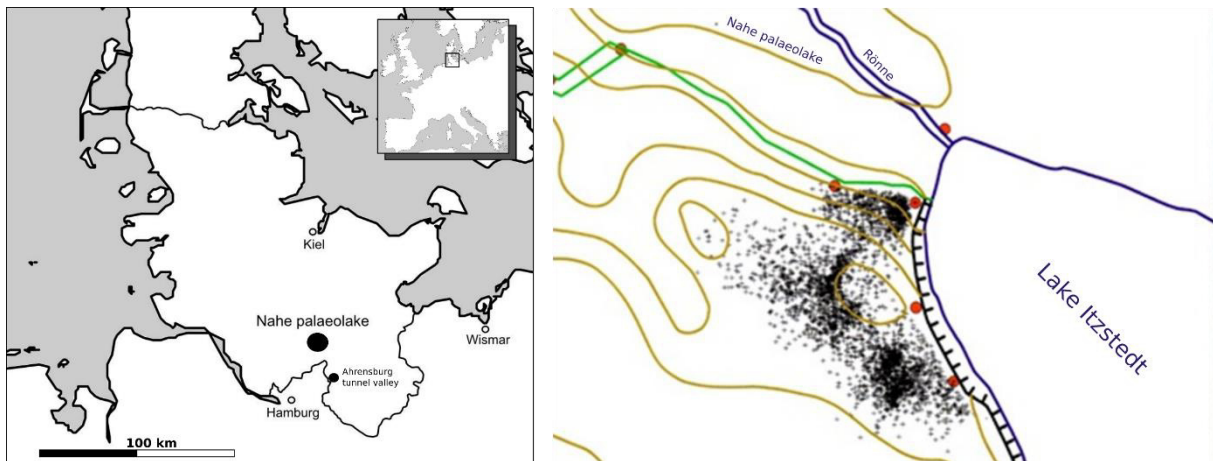 Kiel
Nahe palaeolake
Wismar
Ahrensburg
tunnel valley
Hamburg
100 km
Nahe palaeolake
Rönne
Lake Itzstedt